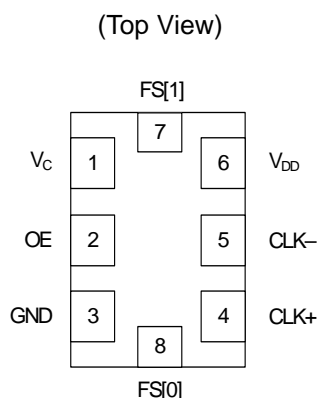 (Top View)
FS[1]
7
V_C 1 6 V_DD
OE 2 5 CLK–
GND 3 4 CLK+
8
FS[0]